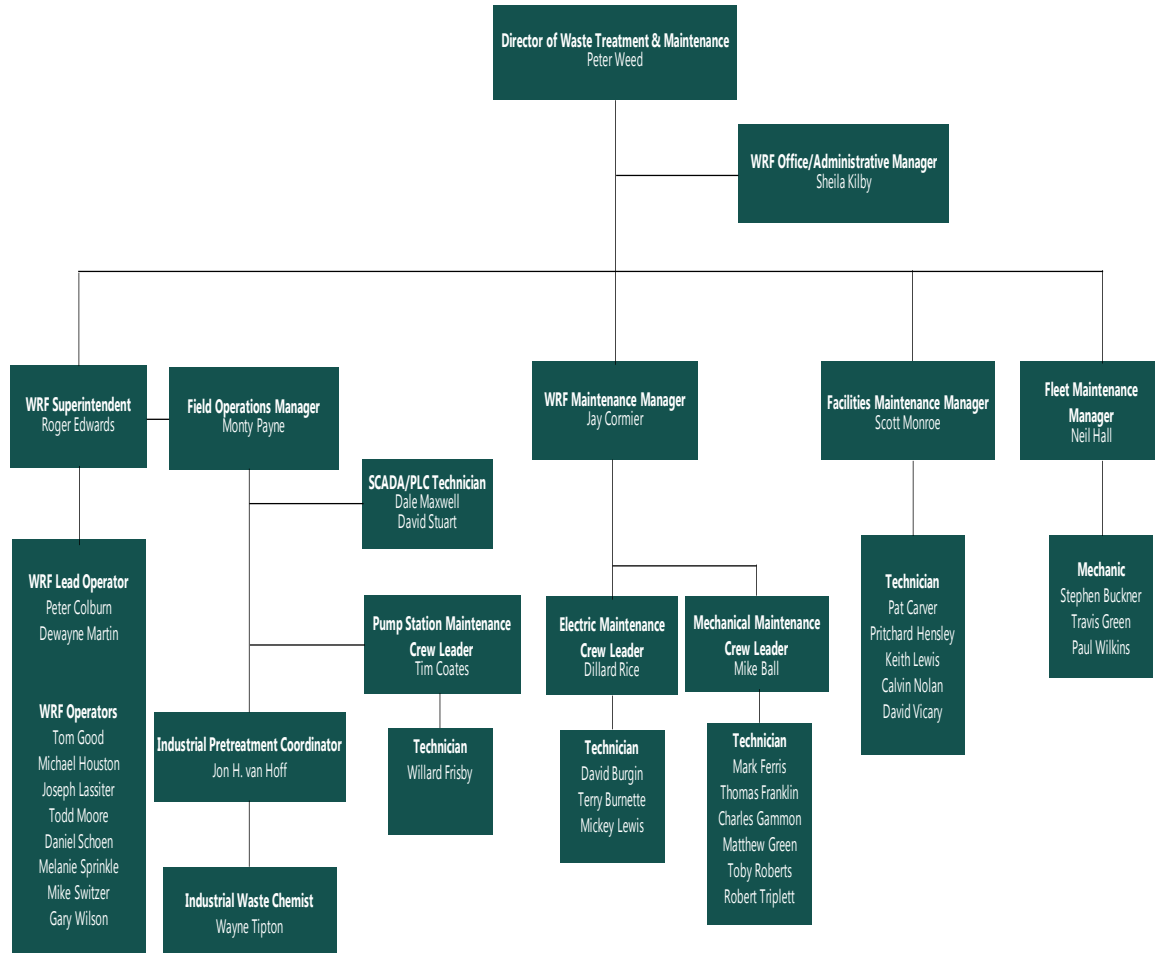 Director of Waste Treatment & Maintenance
Peter Weed
WRF Office/Administrative Manager
Sheila Kilby
WRF Superintendent
Roger Edwards
Field Operations Manager
Monty Payne
WRF Maintenance Manager
Jay Cormier
Facilities Maintenance Manager
Scott Monroe
Fleet Maintenance
Manager
Neil Hall
SCADA/PLC Technician
Dale Maxwell
David Stuart
WRF Lead Operator
Peter Colburn
Dewayne Martin
WRF Operators
Tom Good
Michael Houston
Joseph Lassiter
Todd Moore
Daniel Schoen
Melanie Sprinkle
Mike Switzer
Gary Wilson
Pump Station Maintenance
Crew Leader
Tim Coates
Electric Maintenance
Crew Leader
Dillard Rice
Mechanical Maintenance
Crew Leader
Mike Ball
Technician
Pat Carver
Pritchard Hensley
Keith Lewis
Calvin Nolan
David Vicary
Mechanic
Stephen Buckner
Travis Green
Paul Wilkins
Industrial Pretreatment Coordinator
Jon H. van Hoff
Technician
Willard Frisby
Technician
David Burgin
Terry Burnette
Mickey Lewis
Technician
Mark Ferris
Thomas Franklin
Charles Gammon
Matthew Green
Toby Roberts
Robert Triplett
Industrial Waste Chemist
Wayne Tipton